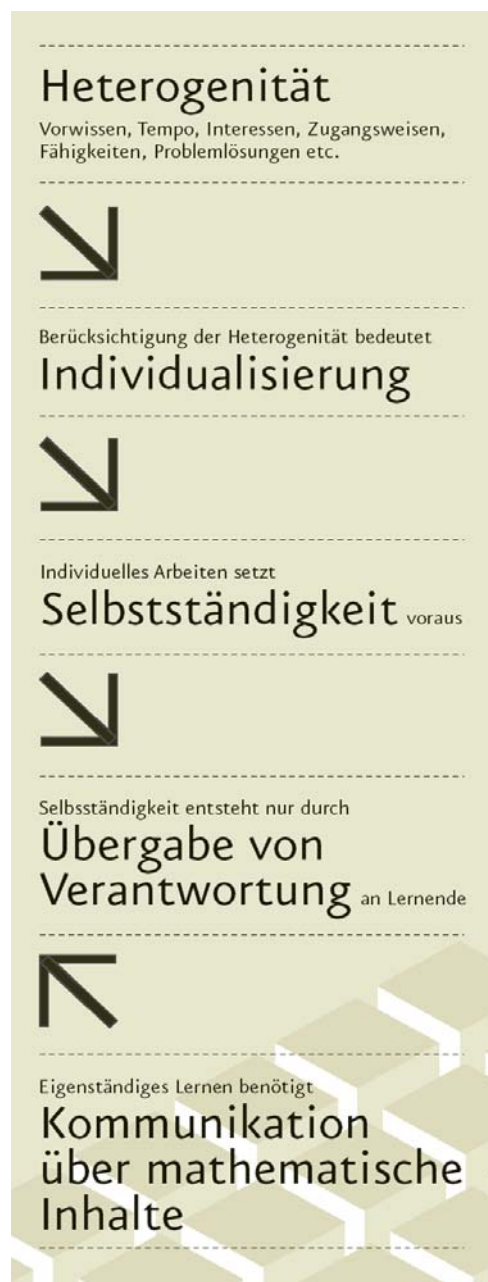 Heterogenität
Vorwissen, Tempo, Interessen, Zugangsweisen,
Fähigkeiten, Problemlösungen etc.
Berücksichtigung der Heterogenität bedeutet
Individualisierung
Individuelles Arbeiten setzt
Selbstständigkeit voraus
Selbsständigkeit entsteht nur durch
Übergabe von
Verantwortung an Lernende
Eigenständiges Lernen benötigt
Kommunikation
über mathematische
Inhalte